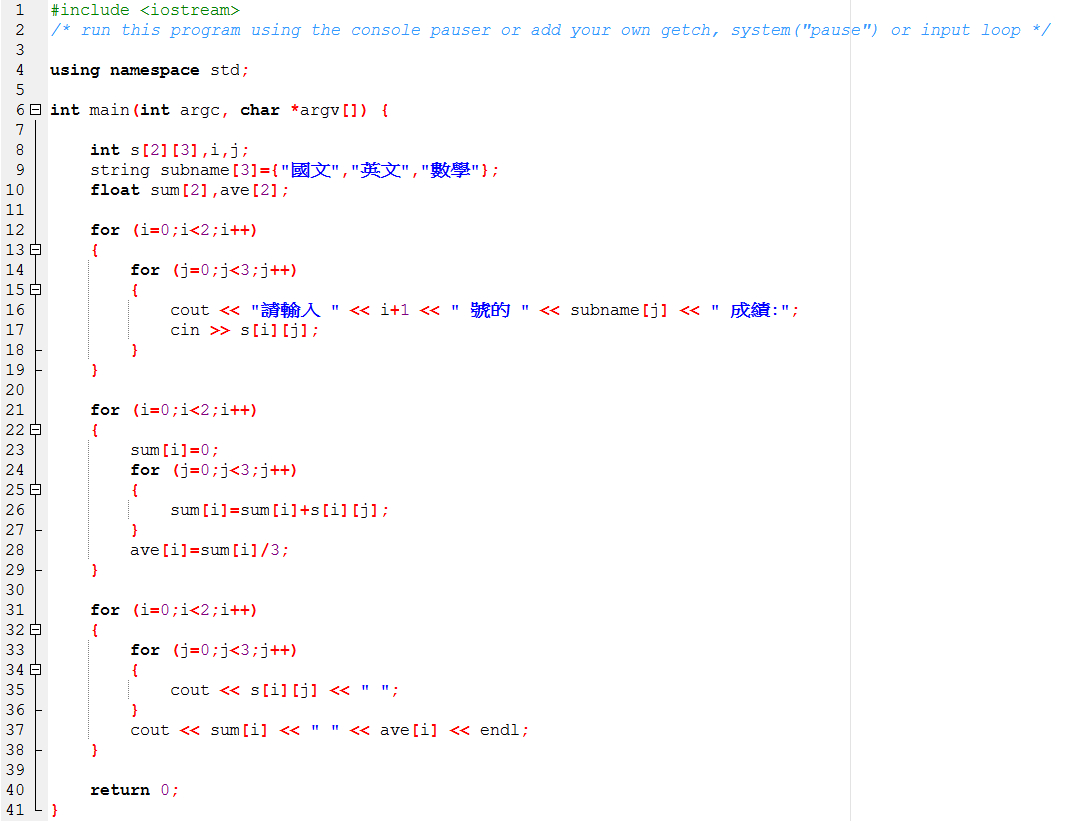 1 #include <iostream>
2 /* run this program using the console pauser or add your own getch, system("pause") or input loop */
3
4 using namespace std;
5
6 int main(int argc, char *argv[]) {
7
8 int s[2][3],i,j;
9 string subname[3]={"國文","英文","數學"};
10 float sum[2],ave[2];
11
12 for (i=0;i<2;i++)
13 {
14 for (j=0;j<3;j++)
15 {
16 cout << "請輸入 " << i+1 << " 號的 " << subname[j] << " 成績:";
17 cin >> s[i][j];
18 }
19 }
20
21 for (i=0;i<2;i++)
22 {
23 sum[i]=0;
24 for (j=0;j<3;j++)
25 {
26 sum[i]=sum[i]+s[i][j];
27 }
28 ave[i]=sum[i]/3;
29 }
30
31 for (i=0;i<2;i++)
32 {
33 for (j=0;j<3;j++)
34 {
35 cout << s[i][j] << " ";
36 }
37 cout << sum[i] << " " << ave[i] << endl;
38 }
39
40 return 0;
41 }